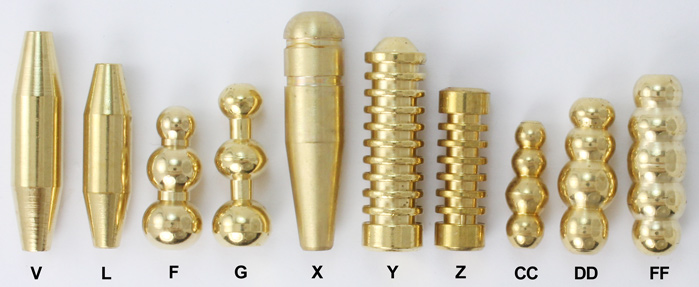 V L F G X Y Z CC DD FF